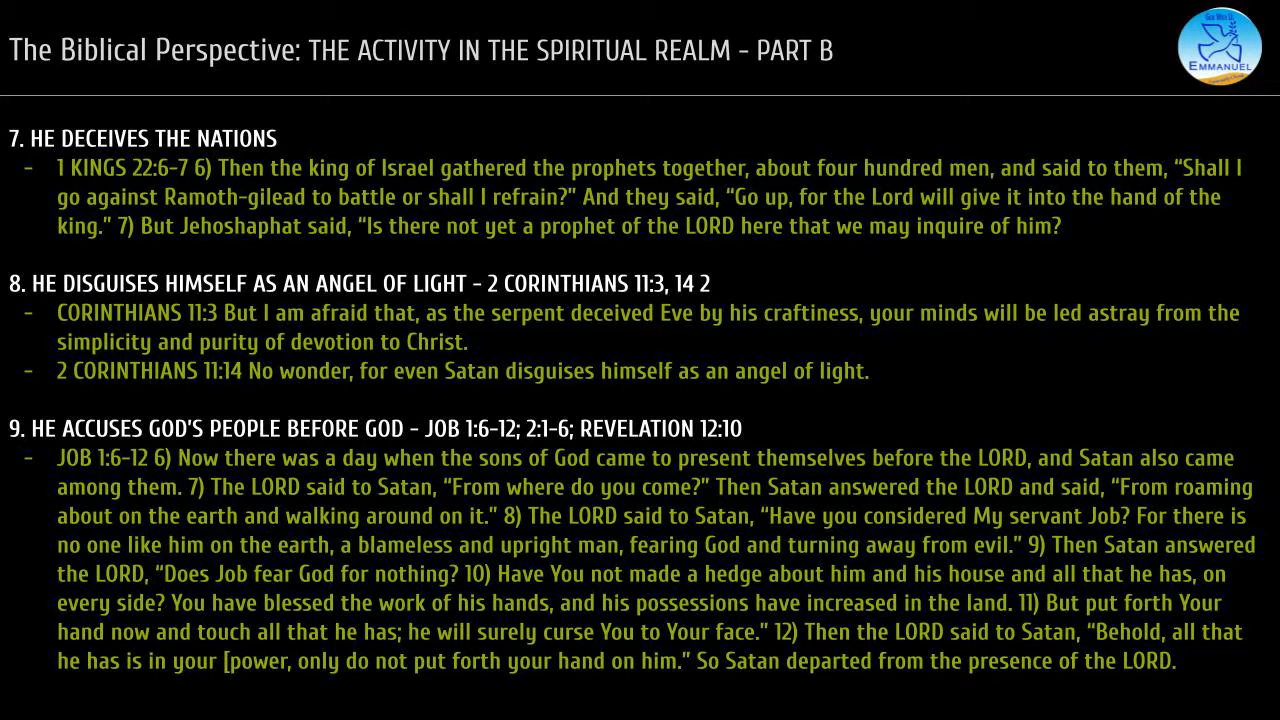 The Biblical Perspective: THE ACTIVITY IN THE SPIRITUAL REALM - PART B
GOD WITH US
EMMANUEL
7. HE DECEIVES THE NATIONS
- 1 KINGS 22:6-7 6) Then the king of Israel gathered the prophets together, about four hundred men, and said to them, “Shall I
go against Ramoth-gilead to battle or shall I refrain?” And they said, “Go up, for the Lord will give it into the hand of the
king.” 7) But Jehoshaphat said, “Is there not yet a prophet of the LORD here that we may inquire of him?
8. HE DISGUISES HIMSELF AS AN ANGEL OF LIGHT - 2 CORINTHIANS 11:3, 14 2
- CORINTHIANS 11:3 But I am afraid that, as the serpent deceived Eve by his craftiness, your minds will be led astray from the
simplicity and purity of devotion to Christ.
- 2 CORINTHIANS 11:14 No wonder, for even Satan disguises himself as an angel of light.
9. HE ACCUSES GOD’S PEOPLE BEFORE GOD - JOB 1:6-12; 2:1-6; REVELATION 12:10
- JOB 1:6-12 6) Now there was a day when the sons of God came to present themselves before the LORD, and Satan also came
among them. 7) The LORD said to Satan, “From where do you come?” Then Satan answered the LORD and said, “From roaming
about on the earth and walking around on it.” 8) The LORD said to Satan, “Have you considered My servant Job? For there is
no one like him on the earth, a blameless and upright man, fearing God and turning away from evil.” 9) Then Satan answered
the LORD, “Does Job fear God for nothing? 10) Have You not made a hedge about him and his house and all that he has, on
every side? You have blessed the work of his hands, and his possessions have increased in the land. 11) But put forth Your
hand now and touch all that he has; he will surely curse You to Your face.” 12) Then the LORD said to Satan, “Behold, all that
he has is in your [power, only do not put forth your hand on him.” So Satan departed from the presence of the LORD.